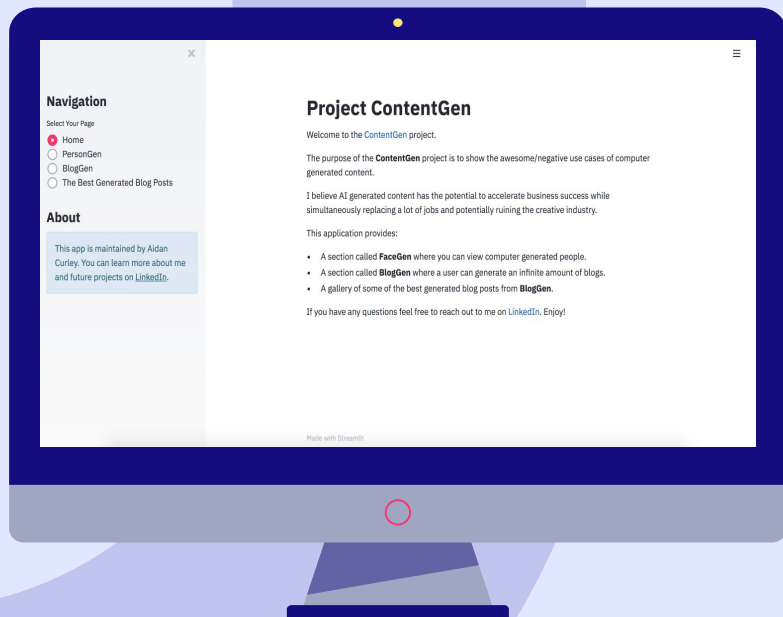 ×
☰
Navigation
Select Your Page
Home
PersonGen
BlogGen
The Best Generated Blog Posts
About
This app is maintained by Aidan
Curley. You can learn more about me
and future projects on LinkedIn.
Project ContentGen
Welcome to the ContentGen project.
The purpose of the ContentGen project is to show the awesome/negative use cases of computer
generated content.
I believe AI generated content has the potential to accelerate business success while
simultaneously replacing a lot of jobs and potentially ruining the creative industry.
This application provides:
• A section called FaceGen where you can view computer generated people.
• A section called BlogGen where a user can generate an infinite amount of blogs.
• A gallery of some of the best generated blog posts from BlogGen.
If you have any questions feel free to reach out to me on LinkedIn. Enjoy!
Made with Streamlit